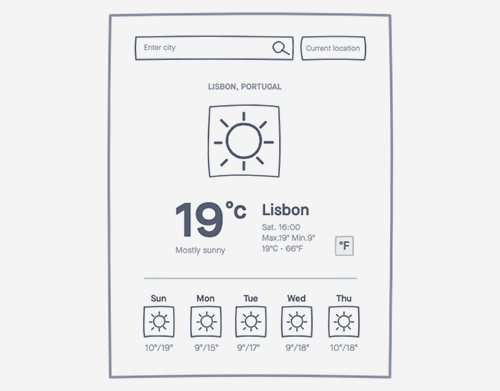 Enter city
Current location
LISBON, PORTUGAL
19°C
Mostly sunny
Lisbon
Sat. 16:00
Max.19° Min.9°
19°C - 66°F
°F
Sun Mon Tue Wed Thu
10°/19° 9°/15° 9°/17° 9°/18° 10°/18°